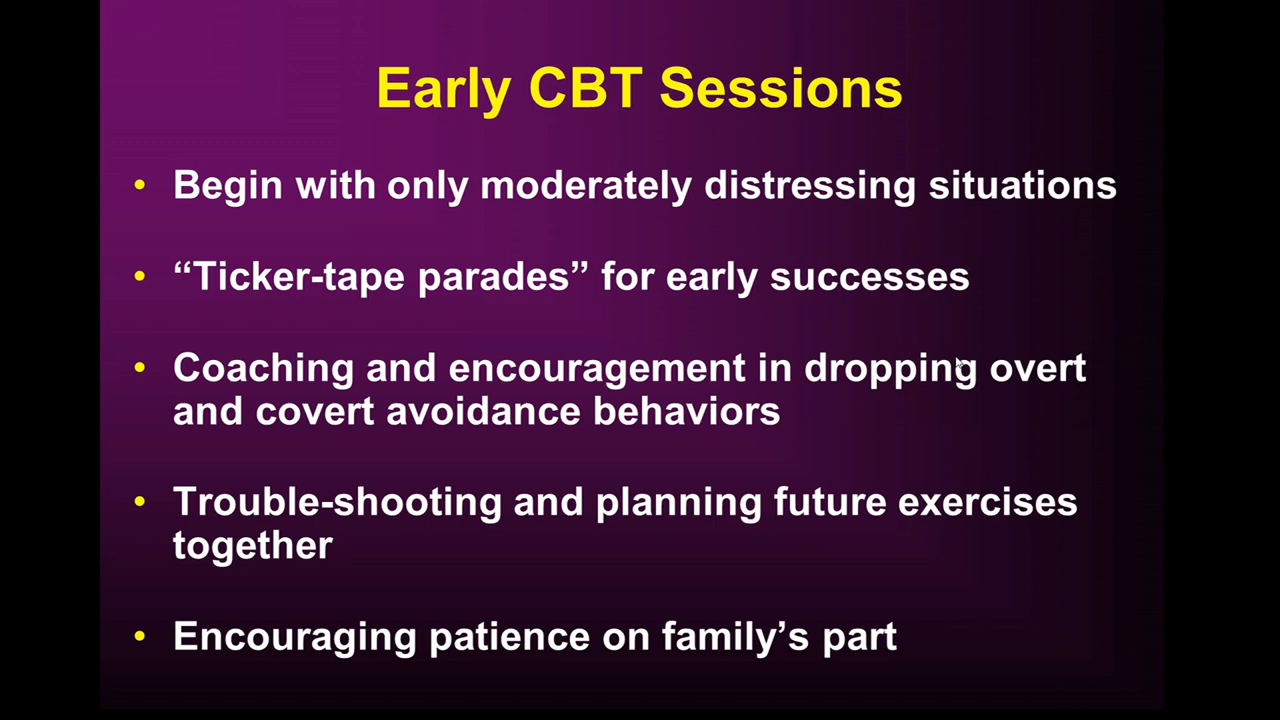 Early CBT Sessions
• Begin with only moderately distressing situations
• “Ticker-tape parades” for early successes
• Coaching and encouragement in dropping overt
and covert avoidance behaviors
• Trouble-shooting and planning future exercises
together
• Encouraging patience on family’s part